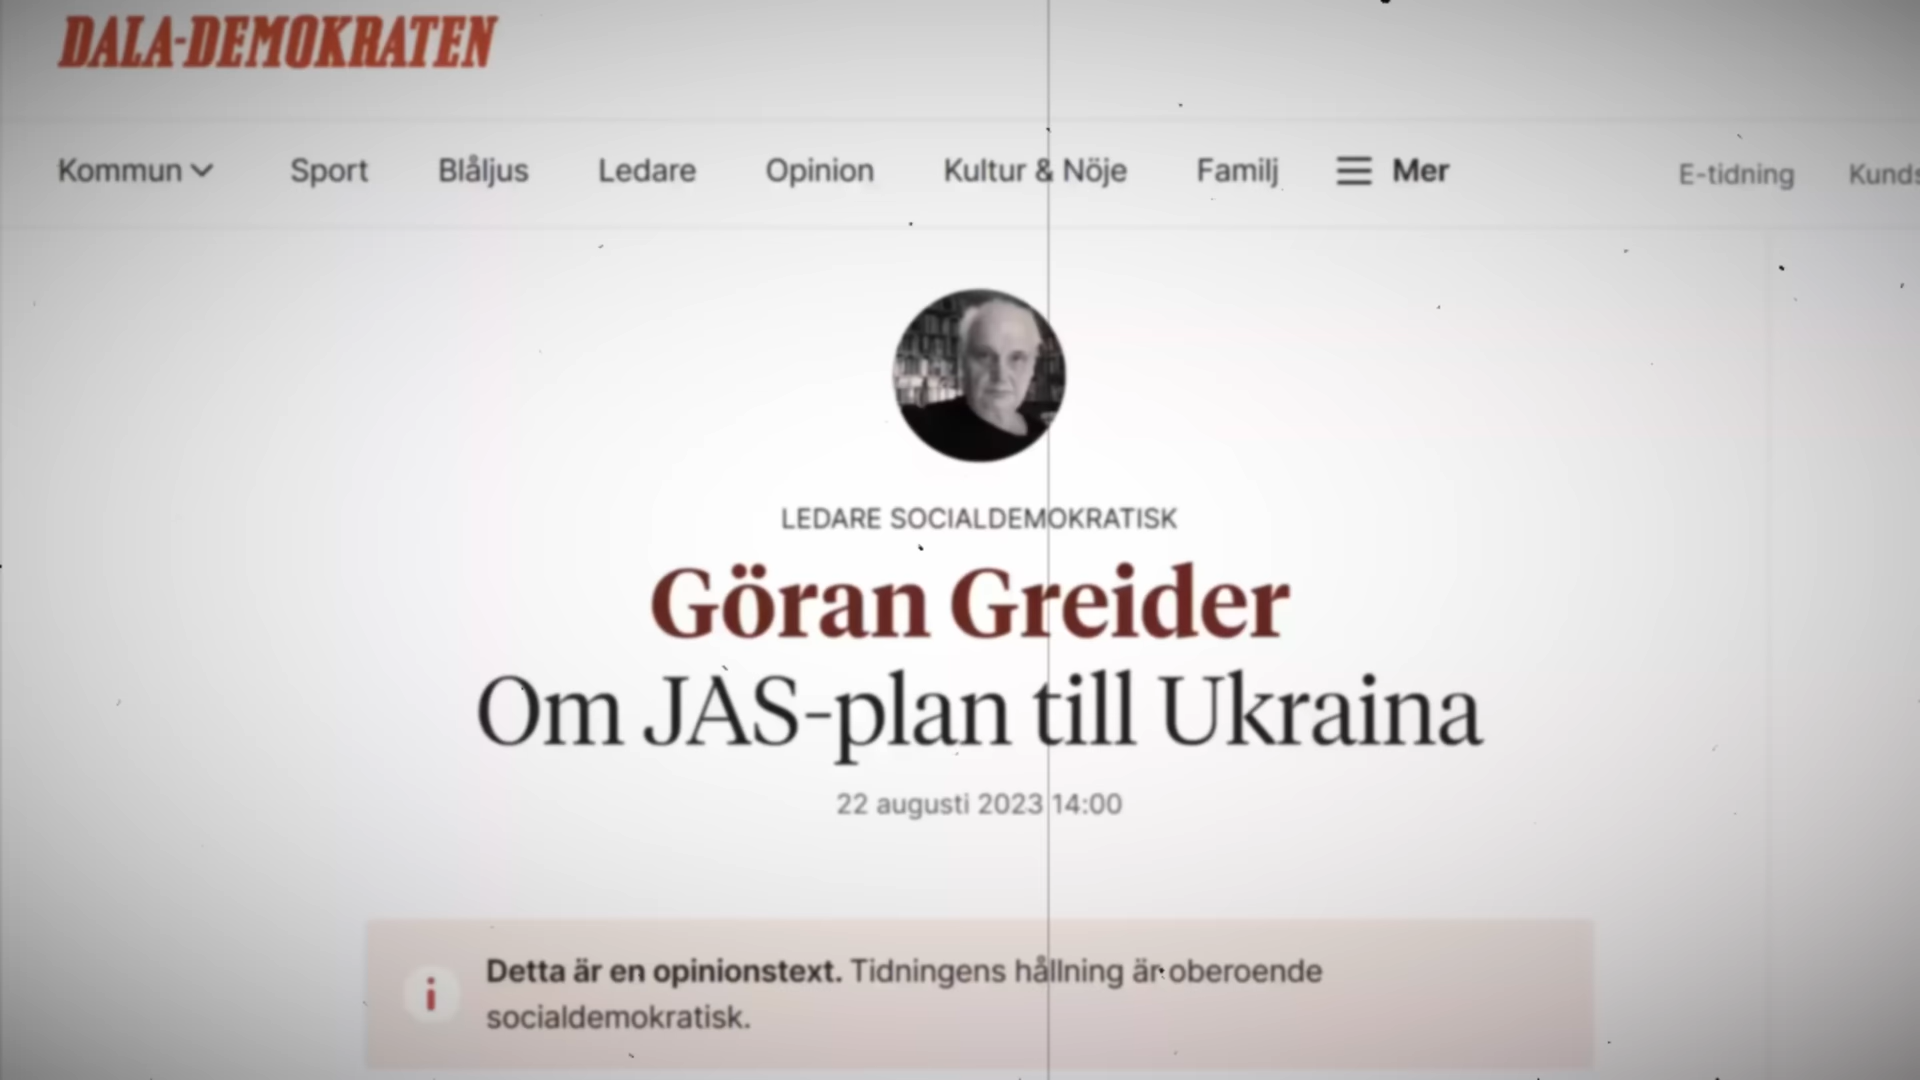 DALA-DEMOKRATEN
Kommun Sport Blåljus Ledare Opinion Kultur & Nöje Familj Mer E-tidning
LEDARE SOCIALDEMOKRATISK
Göran Greider
Om JAS-plan till Ukraina
22 augusti 2023 14:00
Detta är en opinionstext. Tidningens hållning är oberoende
socialdemokratisk.